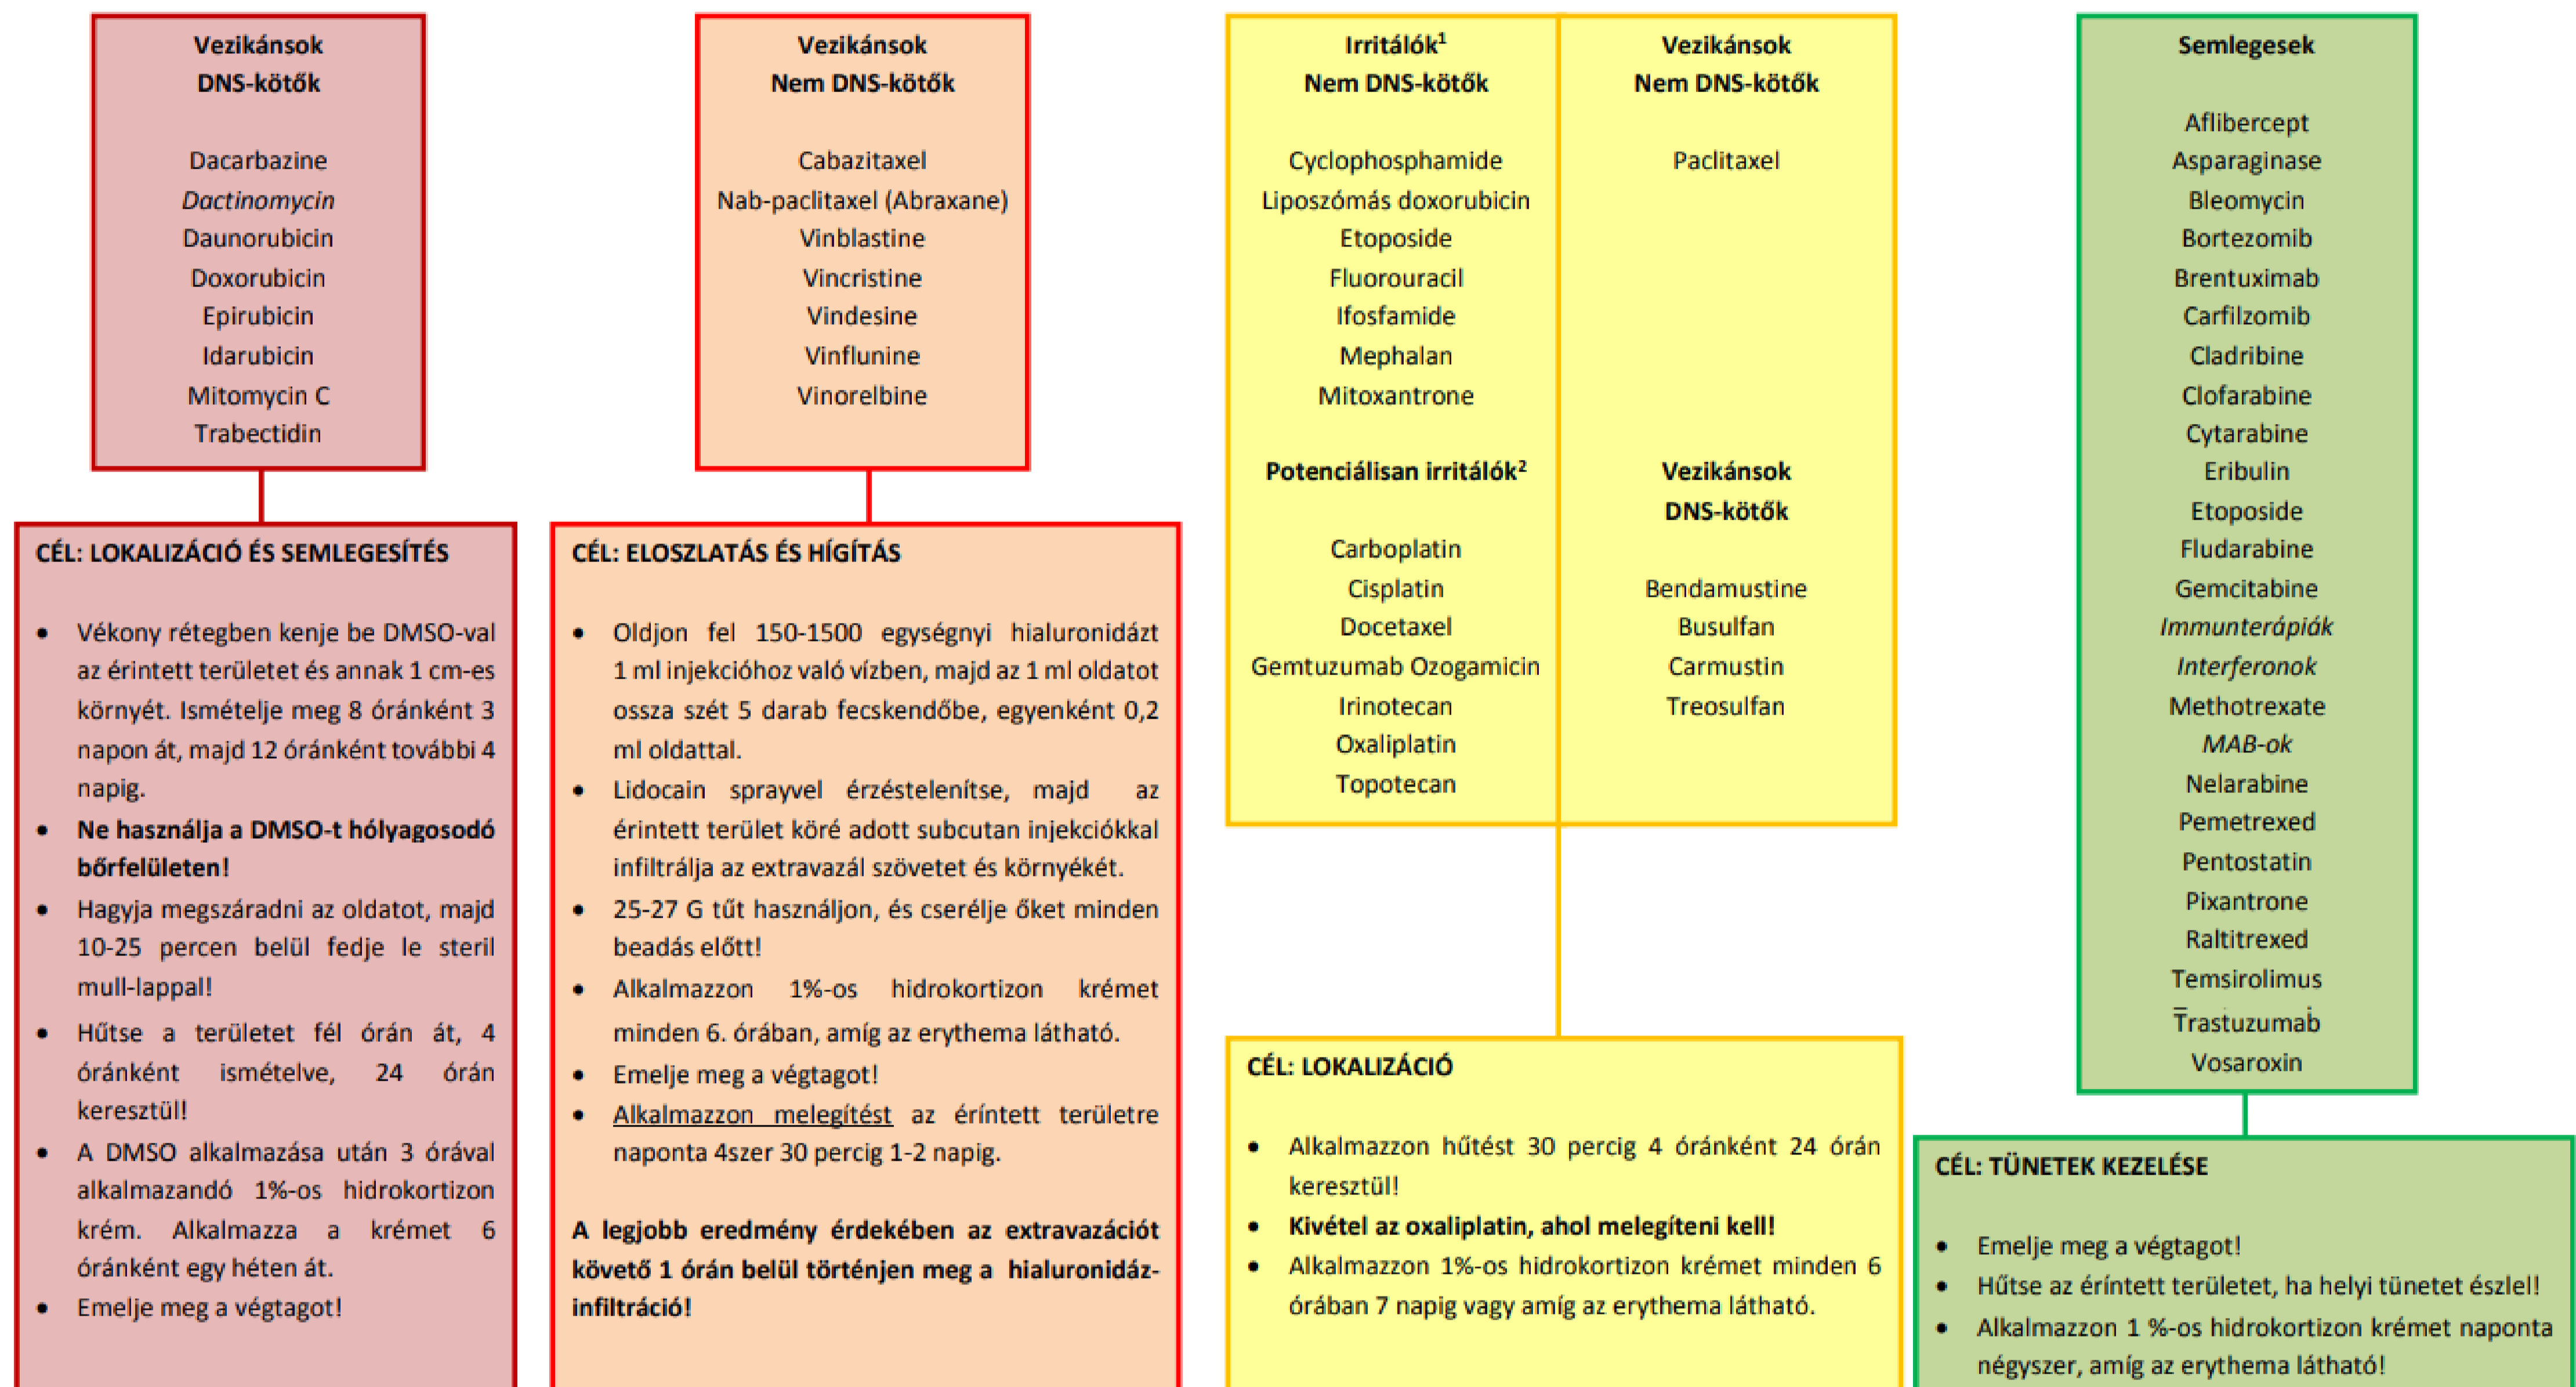 Vezikánsok
DNS-kötők
Dacarbazine
Dactinomycin
Daunorubicin
Doxorubicin
Epirubicin
Idarubicin
Mitomycin C
Trabectidin
CÉL: LOKALIZÁCIÓ ÉS SEMLEGESÍTÉS
• Vékony rétegben kenje be DMSO-val
az érintett területet és annak 1 cm-es
környét. Ismételje meg 8 óránként 3
napon át, majd 12 óránként további 4
napig.
• Ne használja a DMSO-t hólyagosodó
bőrfelületen!
• Hagyja megszáradni az oldatot, majd
10-25 percen belül fedje le steril
mull-lappal!
• Hűtse a területet fél órán át, 4
óránként ismételve, 24 órán
keresztül!
• A DMSO alkalmazása után 3 órával
alkalmazandó 1%-os hidrokortizon
krém. Alkalmazza a krémet 6
óránként egy héten át.
• Emelje meg a végtagot!
Vezikánsok
Nem DNS-kötők
Cabazitaxel
Nab-paclitaxel (Abraxane)
Vinblastine
Vincristine
Vindesine
Vinflunine
Vinorelbine
CÉL: ELOSZLATÁS ÉS HÍGÍTÁS
• Oldjon fel 150-1500 egységnyi hialuronidázt
1 ml injekcióhoz való vízben, majd az 1 ml oldatot
ossza szét 5 darab fecskendőbe, egyenként 0,2
ml oldattal.
• Lidocain sprayvel érzéstelenítse, majd az
érintett terület köré adott subcutan injekciókkal
infiltrálja az extravazál szövetet és környékét.
• 25-27 G tűt használjon, és cserélje őket minden
beadás előtt!
• Alkalmazzon 1%-os hidrokortizon krémet
minden 6. órában, amíg az erythema látható.
• Emelje meg a végtagot!
• Alkalmazzon melegítést az éríntett területre
naponta 4szer 30 percig 1-2 napig.
A legjobb eredmény érdekében az extravazációt
követő 1 órán belül történjen meg a hialuronidáz-
infiltráció!
Irritálók¹
Nem DNS-kötők
Cyclophosphamide
Liposzómás doxorubicin
Etoposide
Fluorouracil
Ifosfamide
Mephalan
Mitoxantrone
Potenciálisan irritálók²
Carboplatin
Cisplatin
Docetaxel
Gemtuzumab Ozogamicin
Irinotecan
Oxaliplatin
Topotecan
Vezikánsok
Nem DNS-kötők
Paclitaxel
Vezikánsok
DNS-kötők
Bendamustine
Busulfan
Carmustin
Treosulfan
CÉL: LOKALIZÁCIÓ
• Alkalmazzon hűtést 30 percig 4 óránként 24 órán
keresztül!
• Kivétel az oxaliplatin, ahol melegíteni kell!
• Alkalmazzon 1%-os hidrokortizon krémet minden 6
órában 7 napig vagy amíg az erythema látható.
Semlegesek
Aflibercept
Asparaginase
Bleomycin
Bortezomib
Brentuximab
Carfilzomib
Cladribine
Clofarabine
Cytarabine
Eribulin
Etoposide
Fludarabine
Gemcitabine
Immunterápiák
Interferonok
Methotrexate
MAB-ok
Nelarabine
Pemetrexed
Pentostatin
Pixantrone
Raltitrexed
Temsirolimus
Trastuzumab
Vosaroxin
CÉL: TÜNETEK KEZELÉSE
• Emelje meg a végtagot!
• Hűtse az éríntett területet, ha helyi tünetet észlel!
• Alkalmazzon 1 %-os hidrokortizon krémet naponta
négyszer, amíg az erythema látható!